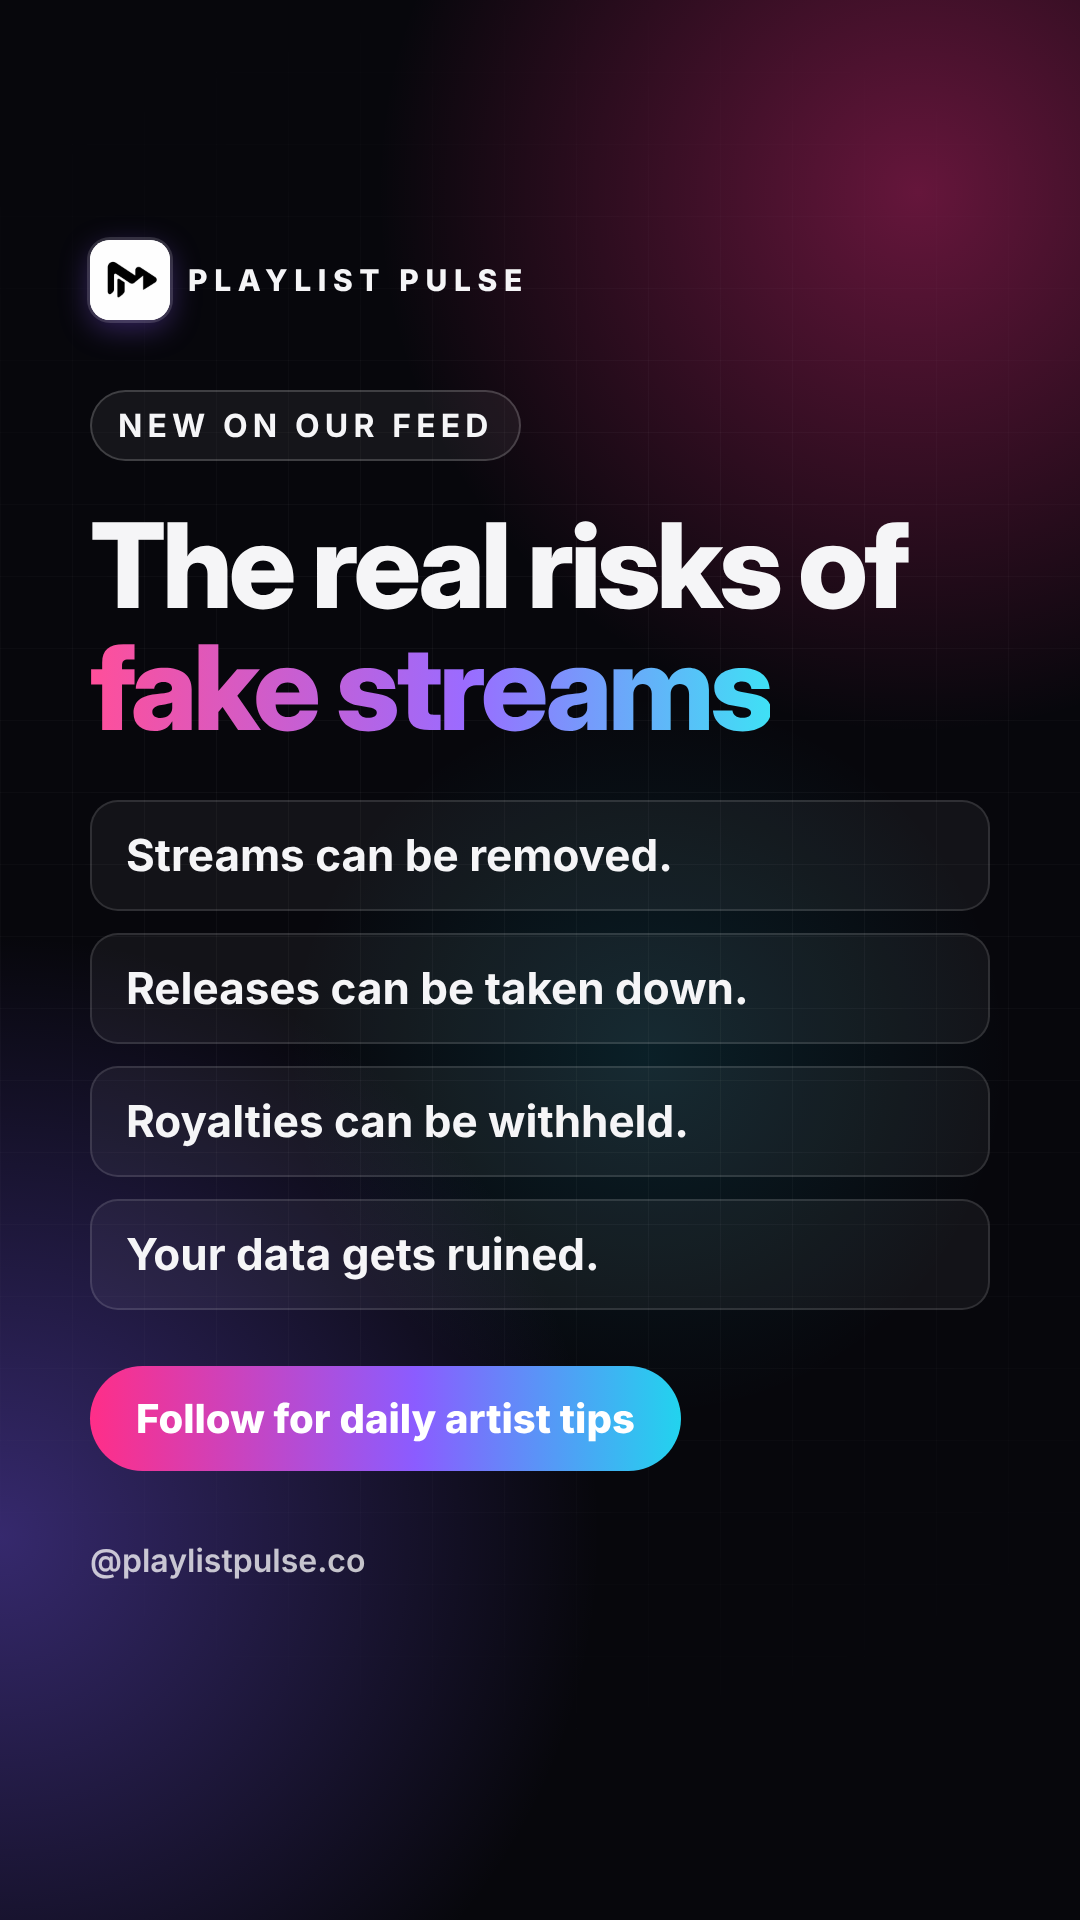 PLAYLIST PULSE
NEW ON OUR FEED
The real risks of
fake streams
Streams can be removed.
Releases can be taken down.
Royalties can be withheld.
Your data gets ruined.
Follow for daily artist tips
@playlistpulse.co